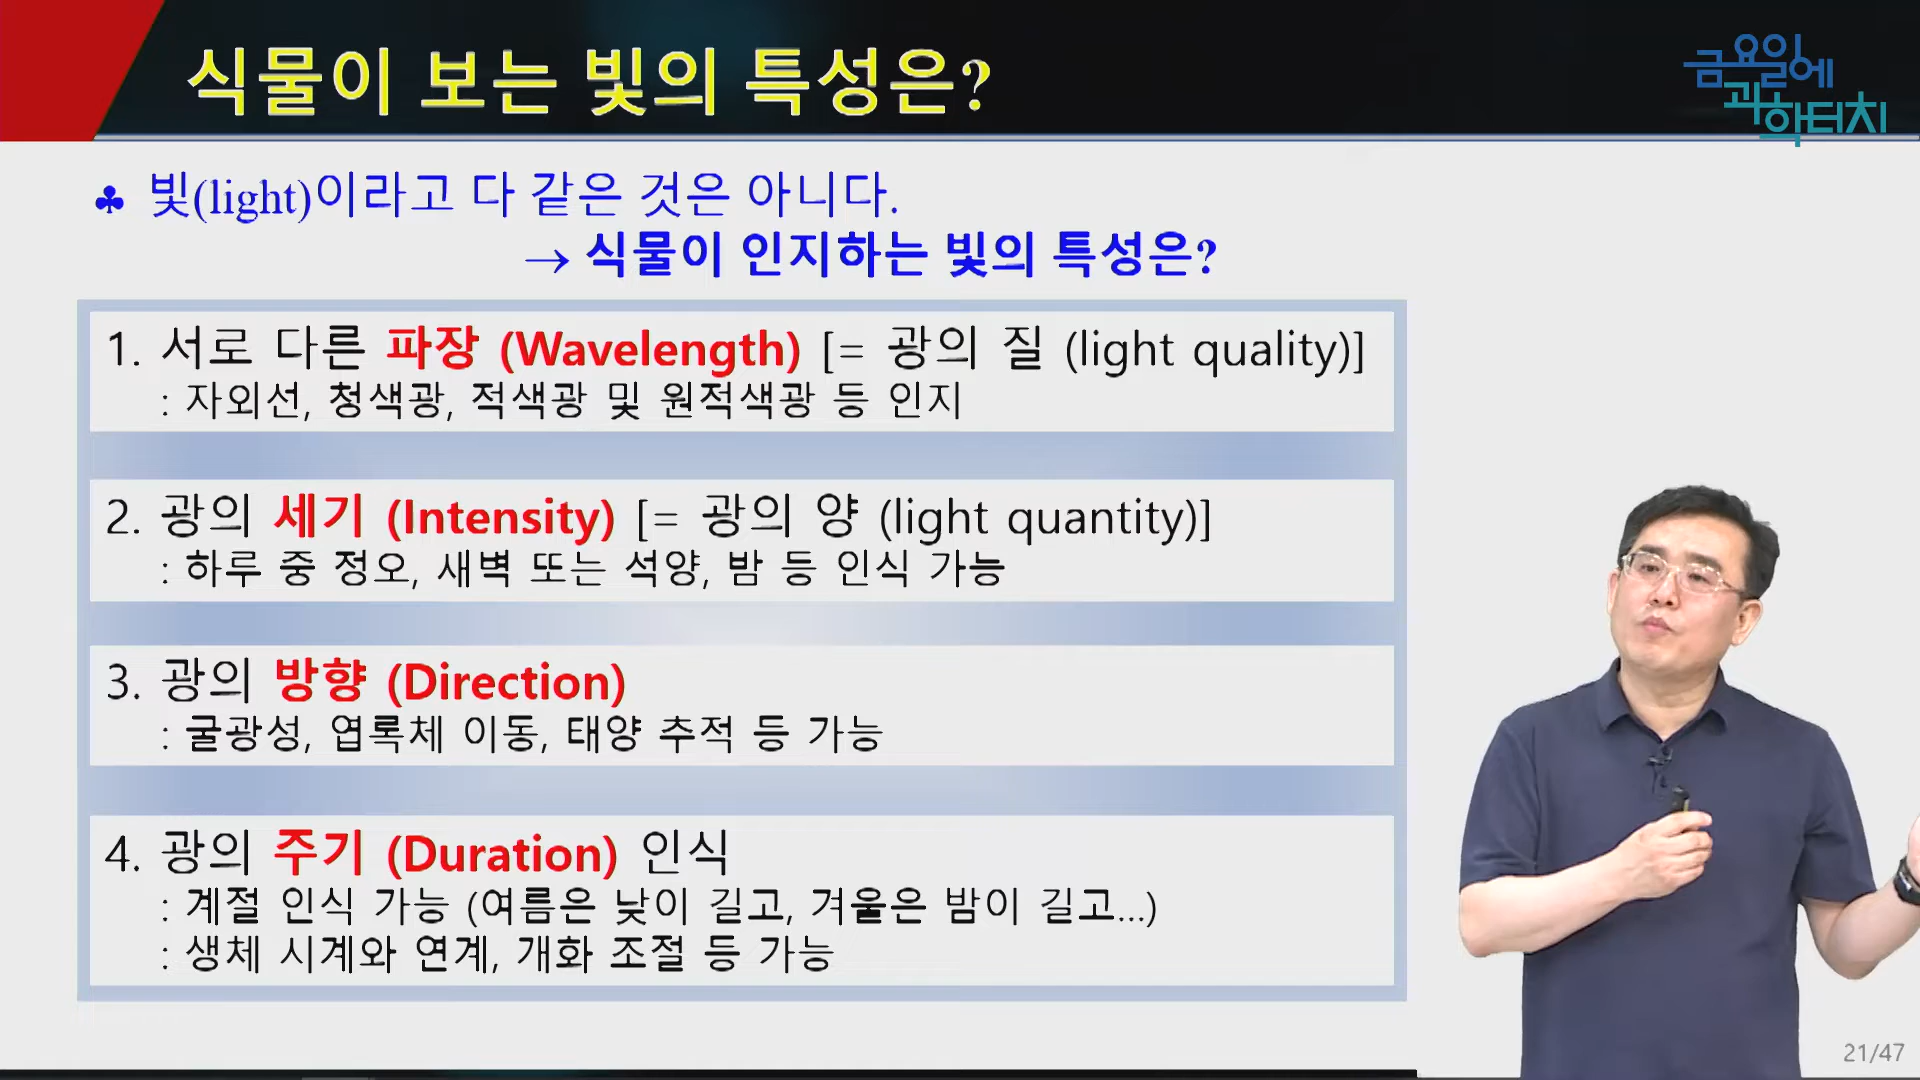 식물이 보는 빛의 특성은?
금요일에
과학터치
♣ 빛(light)이라고 다 같은 것은 아니다.
→ 식물이 인지하는 빛의 특성은?
1. 서로 다른 파장 (Wavelength) [= 광의 질 (light quality)]
: 자외선, 청색광, 적색광 및 원적색광 등 인지
2. 광의 세기 (Intensity) [= 광의 양 (light quantity)]
: 하루 중 정오, 새벽 또는 석양, 밤 등 인식 가능
3. 광의 방향 (Direction)
: 굴광성, 엽록체 이동, 태양 추적 등 가능
4. 광의 주기 (Duration) 인식
: 계절 인식 가능 (여름은 낮이 길고, 겨울은 밤이 길고...)
: 생체 시계와 연계, 개화 조절 등 가능
21/47